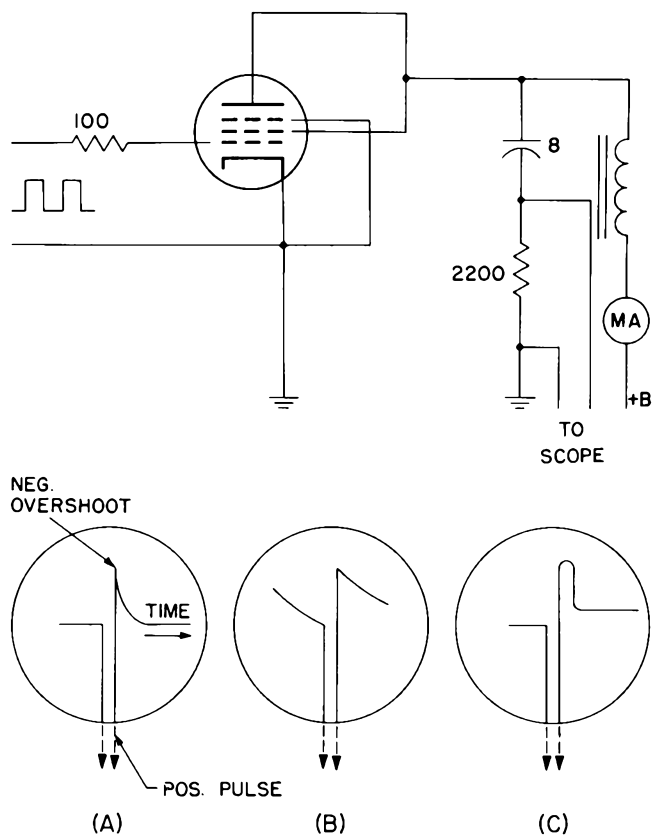 100
8
2200
MA
+B
TO
SCOPE
NEG.
OVERSHOOT
TIME
POS. PULSE
(A)
(B)
(C)